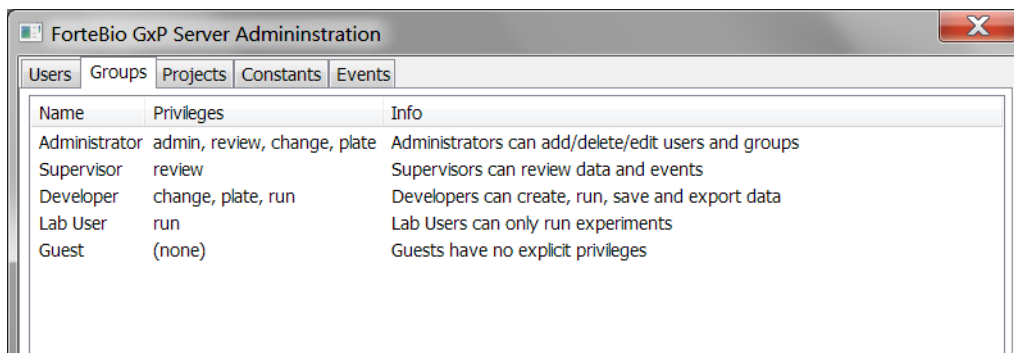 ForteBio GxP Server Admininstration
Users Groups Projects Constants Events
Name Privileges Info
Administrator admin, review, change, plate Administrators can add/delete/edit users and groups
Supervisor review Supervisors can review data and events
Developer change, plate, run Developers can create, run, save and export data
Lab User run Lab Users can only run experiments
Guest (none) Guests have no explicit privileges